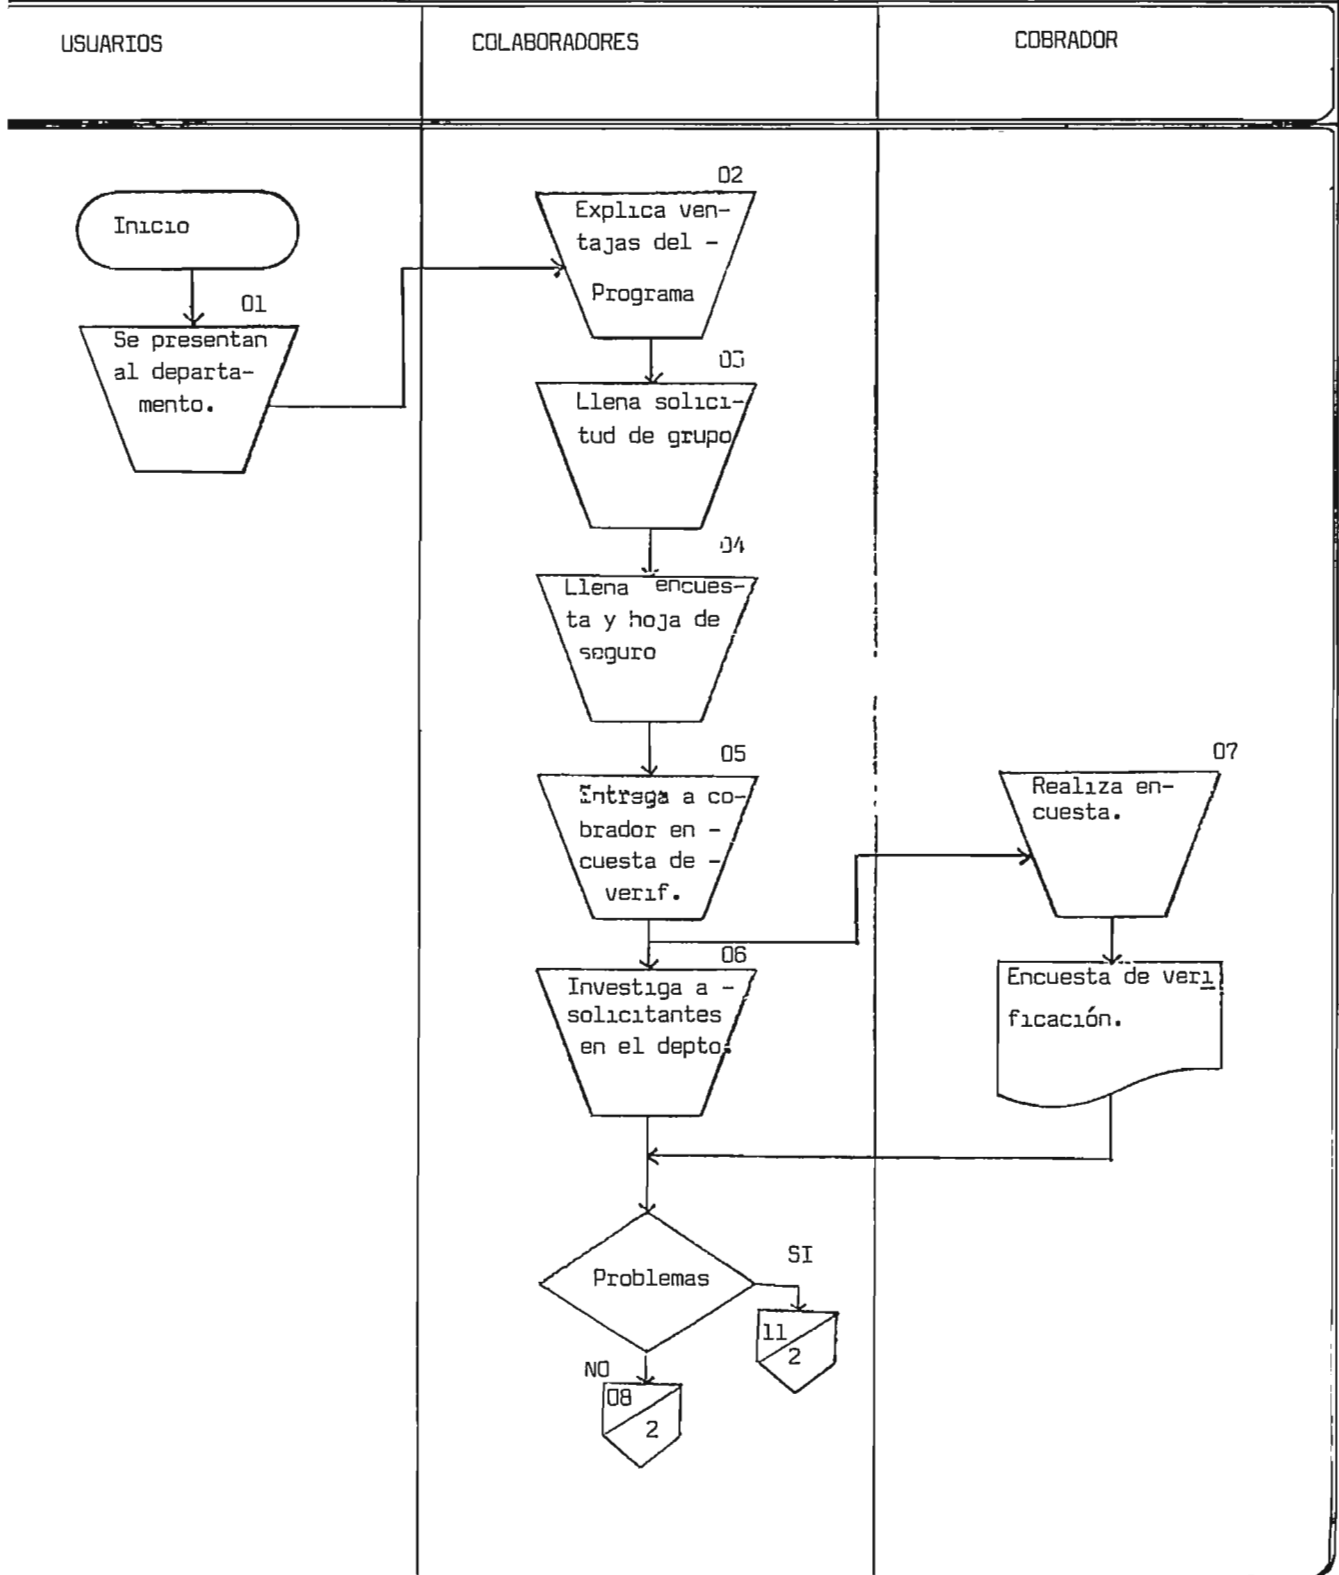 USUARIOS
COLABORADORES
COBRADOR
Inicio
01
Se presentan
al departa-
mento.
02
Explica ven-
tajas del -
Programa
03
Llena solici-
tud de grupo
04
Llena encues-
ta y hoja de
seguro
05
Entrega a co-
brador en -
cuesta de -
verif.
06
Investiga a -
solicitantes
en el depto.
07
Realiza en-
cuesta.
Encuesta de veri
ficación.
Problemas
SI
11
2
NO
08
2